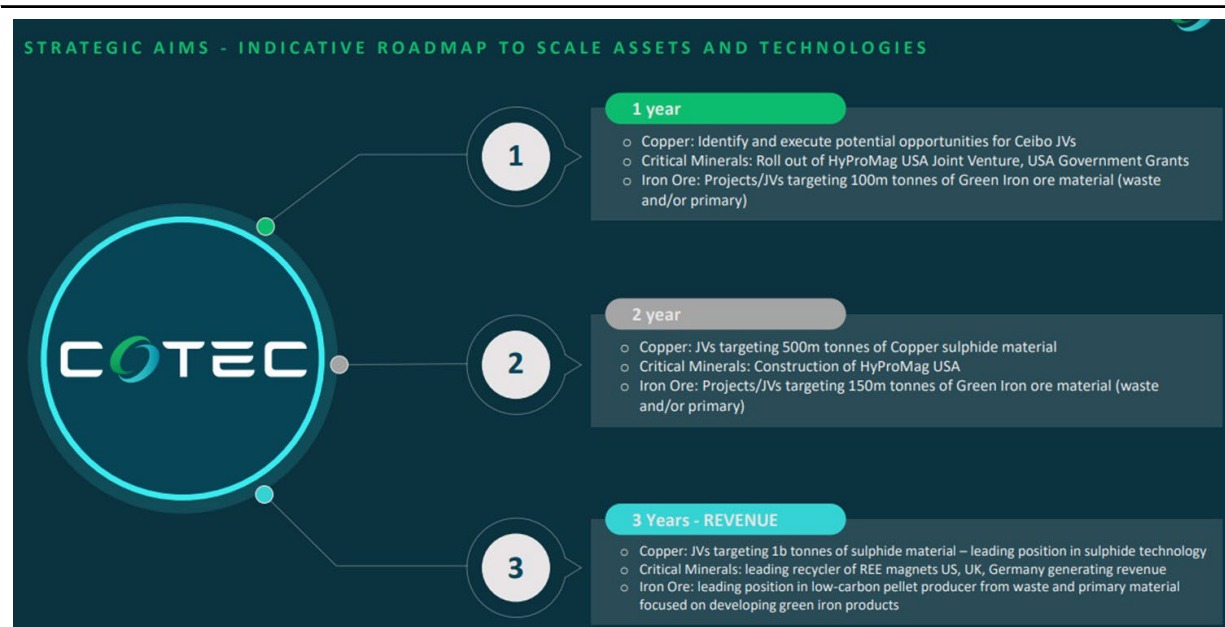 STRATEGIC AIMS - INDICATIVE ROADMAP TO SCALE ASSETS AND TECHNOLOGIES
COTEC
1
1 year
o Copper: Identify and execute potential opportunities for Ceibo JVs
o Critical Minerals: Roll out of HyProMag USA Joint Venture, USA Government Grants
o Iron Ore: Projects/JVs targeting 100m tonnes of Green Iron ore material (waste
and/or primary)
2
2 year
o Copper: JVs targeting 500m tonnes of Copper sulphide material
o Critical Minerals: Construction of HyProMag USA
o Iron Ore: Projects/JVs targeting 150m tonnes of Green Iron ore material (waste
and/or primary)
3
3 Years - REVENUE
o Copper: JVs targeting 1b tonnes of sulphide material – leading position in sulphide technology
o Critical Minerals: leading recycler of REE magnets US, UK, Germany generating revenue
o Iron Ore: leading position in low-carbon pellet producer from waste and primary material
focused on developing green iron products